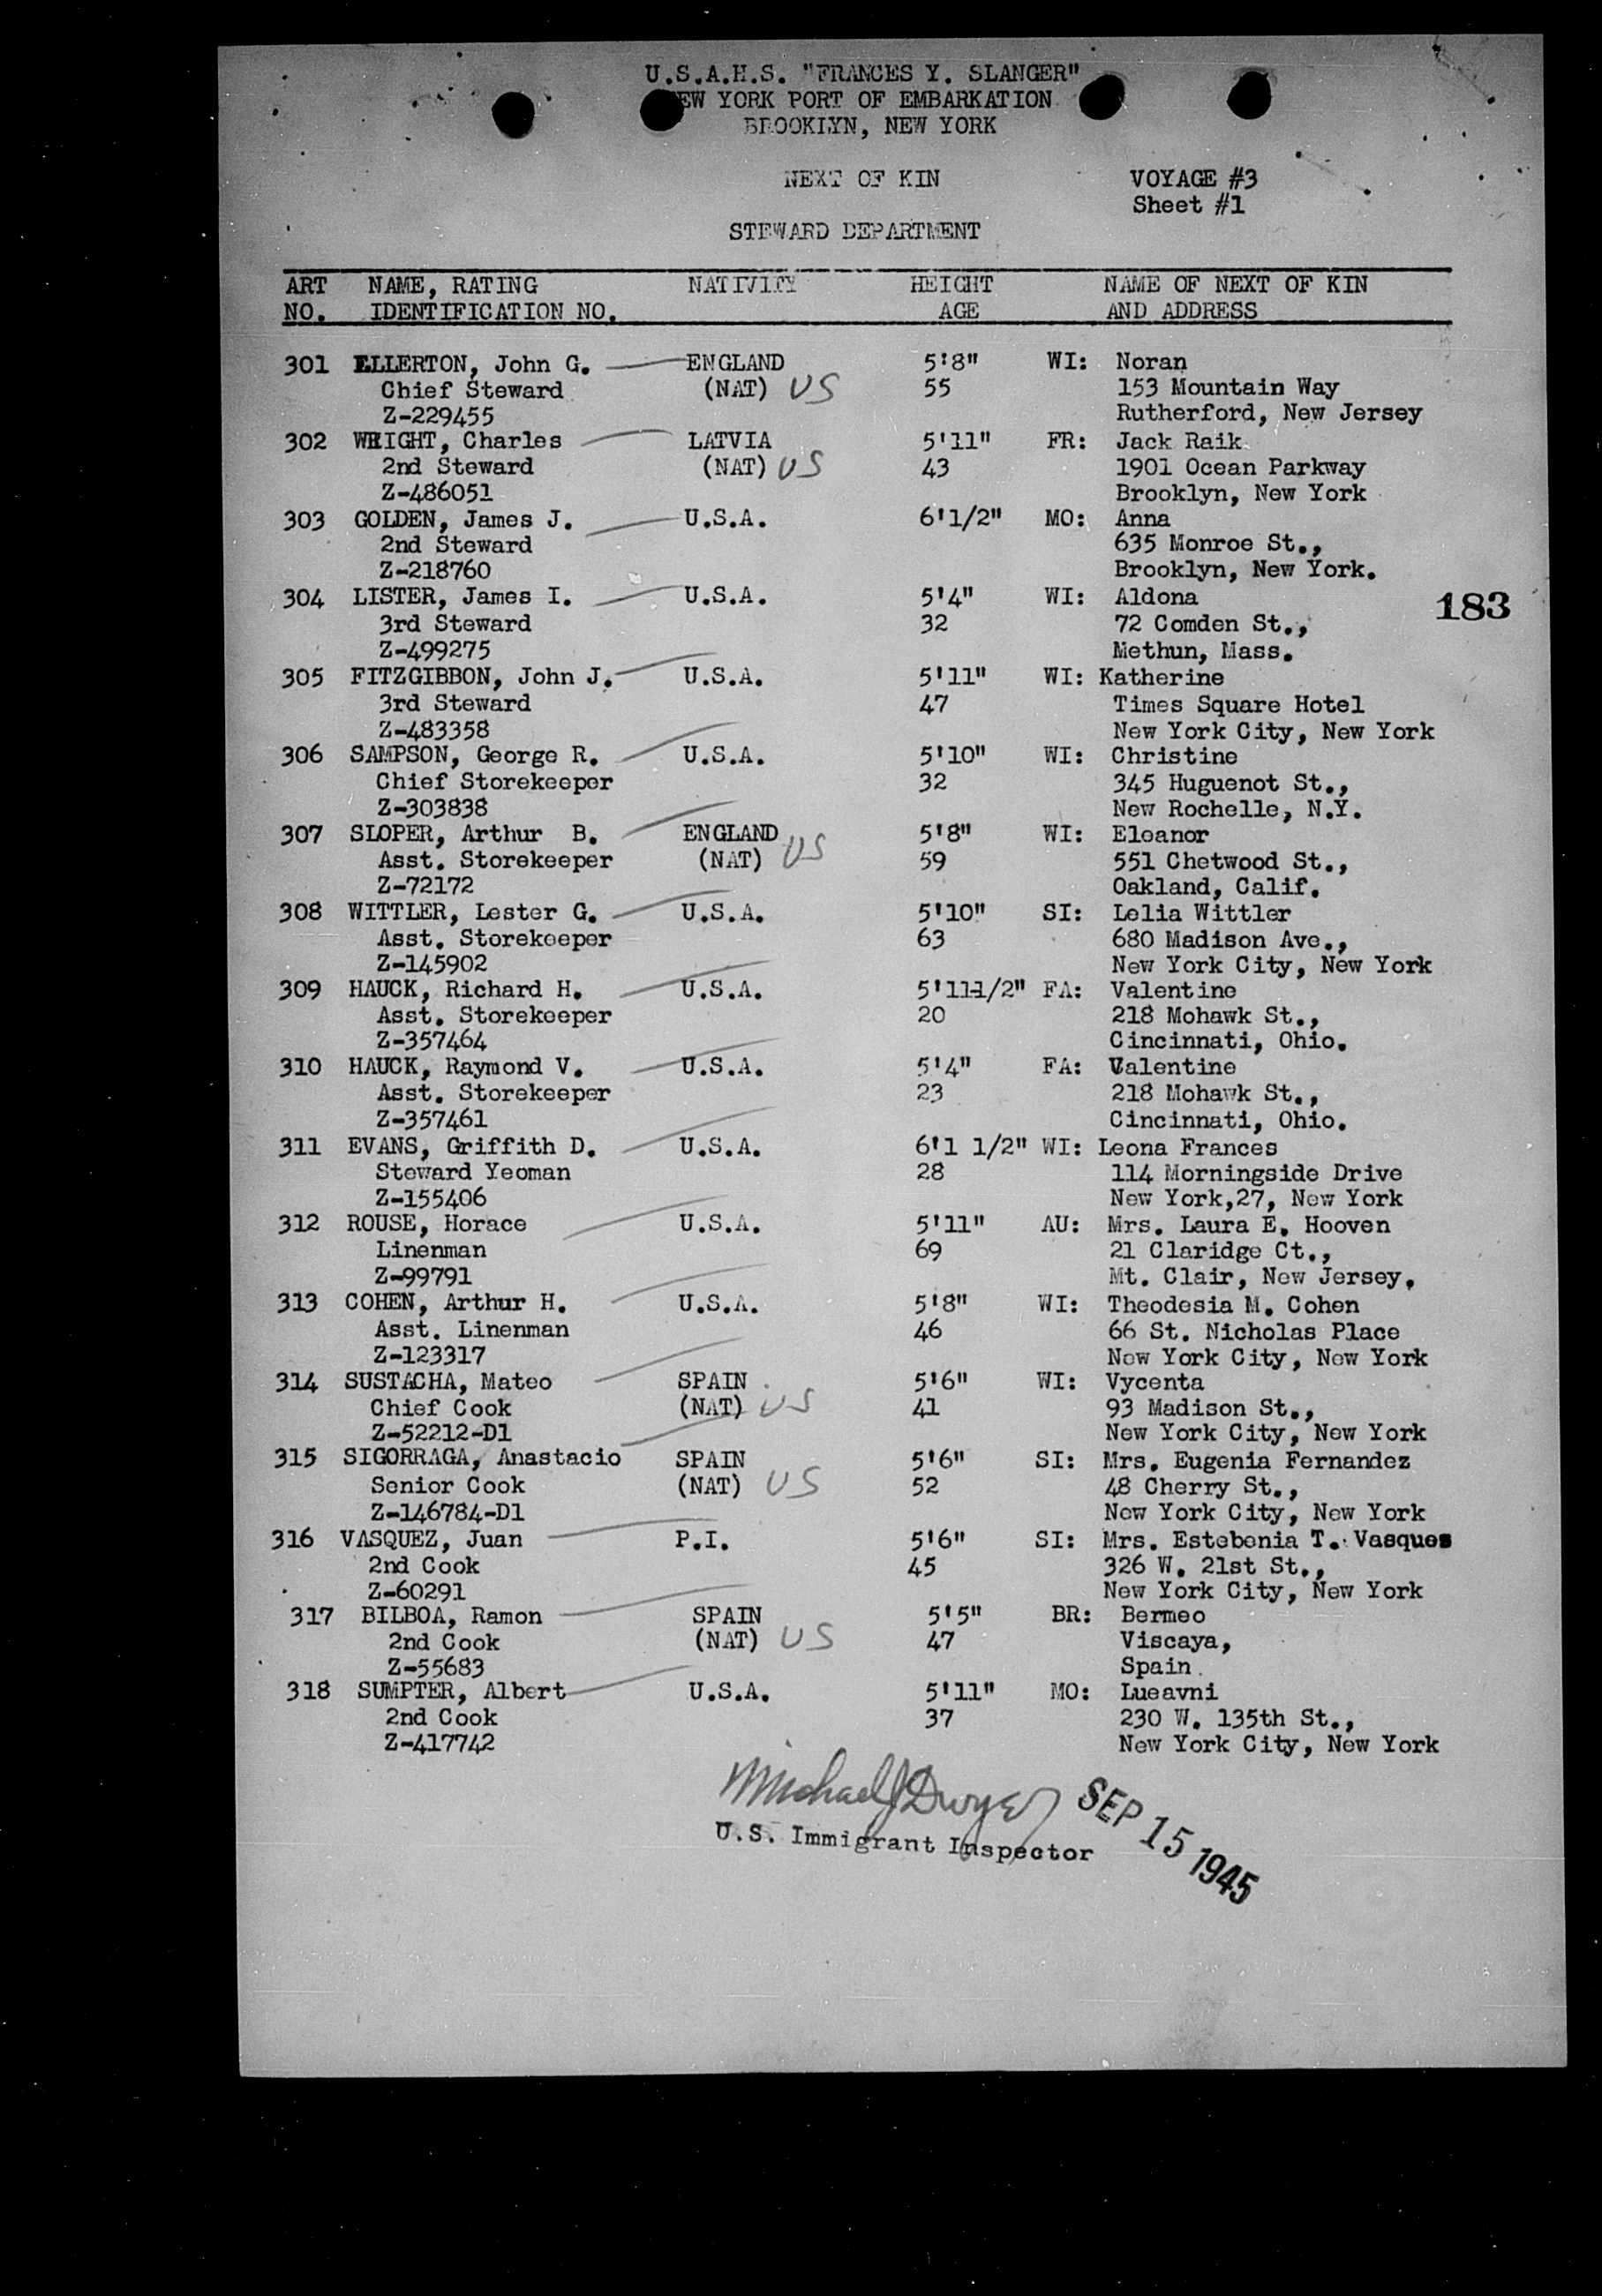 U.S.A.H.S. "FRANCES Y. SLANGER"
EW YORK PORT OF EMBARKATION
BROOKLYN, NEW YORK
NEXT OF KIN VOYAGE #3
Sheet #1
STEWARD DEPARTMENT
ART NAME, RATING NATIVITY HEIGHT NAME OF NEXT OF KIN
NO. IDENTIFICATION NO. AGE AND ADDRESS
301 ELLERTON, John G. ENGLAND 5'8" WI: Noran
Chief Steward (NAT) US 55 153 Mountain Way
Z-229455 Rutherford, New Jersey
302 WRIGHT, Charles LATVIA 5'11" FR: Jack Raik
2nd Steward (NAT) US 43 1901 Ocean Parkway
Z-486051 Brooklyn, New York
303 GOLDEN, James J. U.S.A. 6'1/2" MO: Anna
2nd Steward 635 Monroe St.,
Z-218760 Brooklyn, New York.
304 LISTER, James I. U.S.A. 5'4" WI: Aldona 183
3rd Steward 32 72 Comden St.,
Z-499275 Methun, Mass.
305 FITZGIBBON, John J. U.S.A. 5'11" WI: Katherine
3rd Steward 47 Times Square Hotel
Z-483358 New York City, New York
306 SAMPSON, George R. U.S.A. 5'10" WI: Christine
Chief Storekeeper 32 345 Huguenot St.,
Z-303838 New Rochelle, N.Y.
307 SLOPER, Arthur B. ENGLAND 5'8" WI: Eleanor
Asst. Storekeeper (NAT) US 59 551 Chetwood St.,
Z-72172 Oakland, Calif.
308 WITTLER, Lester G. U.S.A. 5'10" SI: Lelia Wittler
Asst. Storekeeper 63 680 Madison Ave.,
Z-145902 New York City, New York
309 HAUCK, Richard H. U.S.A. 5'11-1/2" FA: Valentine
Asst. Storekeeper 20 218 Mohawk St.,
Z-357464 Cincinnati, Ohio.
310 HAUCK, Raymond V. U.S.A. 5'4" FA: Valentine
Asst. Storekeeper 23 218 Mohawk St.,
Z-357461 Cincinnati, Ohio.
311 EVANS, Griffith D. U.S.A. 6'1 1/2" WI: Leona Frances
Steward Yeoman 28 114 Morningside Drive
Z-155406 New York,27, New York
312 ROUSE, Horace U.S.A. 5'11" AU: Mrs. Laura E. Hooven
Linenman 69 21 Claridge Ct.,
Z-99791 Mt. Clair, New Jersey.
313 COHEN, Arthur H. U.S.A. 5'8" WI: Theodesia M. Cohen
Asst. Linenman 46 66 St. Nicholas Place
Z-123317 New York City, New York
314 SUSTACHA, Mateo SPAIN 5'6" WI: Vycenta
Chief Cook (NAT) US 41 93 Madison St.,
Z-52212-D1 New York City, New York
315 SIGORRAGA, Anastacio SPAIN 5'6" SI: Mrs. Eugenia Fernandez
Senior Cook (NAT) US 52 48 Cherry St.,
Z-146784-D1 New York City, New York
316 VASQUEZ, Juan P.I. 5'6" SI: Mrs. Estebenia T. Vasques
2nd Cook 45 326 W. 21st St.,
Z-60291 New York City, New York
317 BILBOA, Ramon SPAIN 5'5" BR: Bermeo
2nd Cook (NAT) US 47 Viscaya,
Z-55683 Spain.
318 SUMPTER, Albert U.S.A. 5'11" MO: Lueavni
2nd Cook 37 230 W. 135th St.,
Z-417742 New York City, New York
Michael J Dwyer SEP 15 1945
U.S. Immigrant Inspector